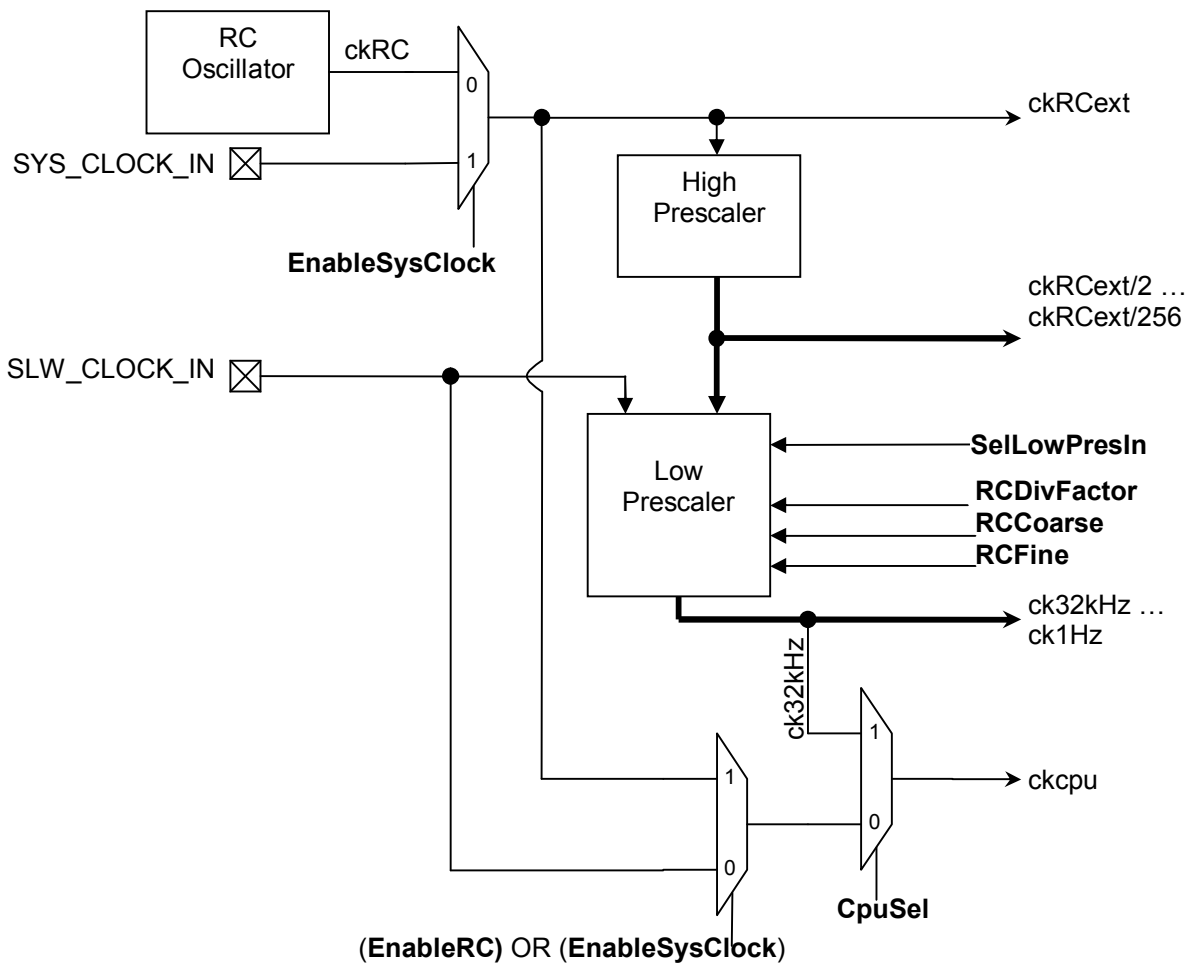 RC
Oscillator
ckRC
0
1
SYS_CLOCK_IN
EnableSysClock
ckRCext
High
Prescaler
ckRCext/2 …
ckRCext/256
SLW_CLOCK_IN
Low
Prescaler
SelLowPresIn
RCDivFactor
RCCoarse
RCFine
ck32kHz …
ck1Hz
ck32kHz
1
0
1
0
ckcpu
CpuSel
(EnableRC) OR (EnableSysClock)